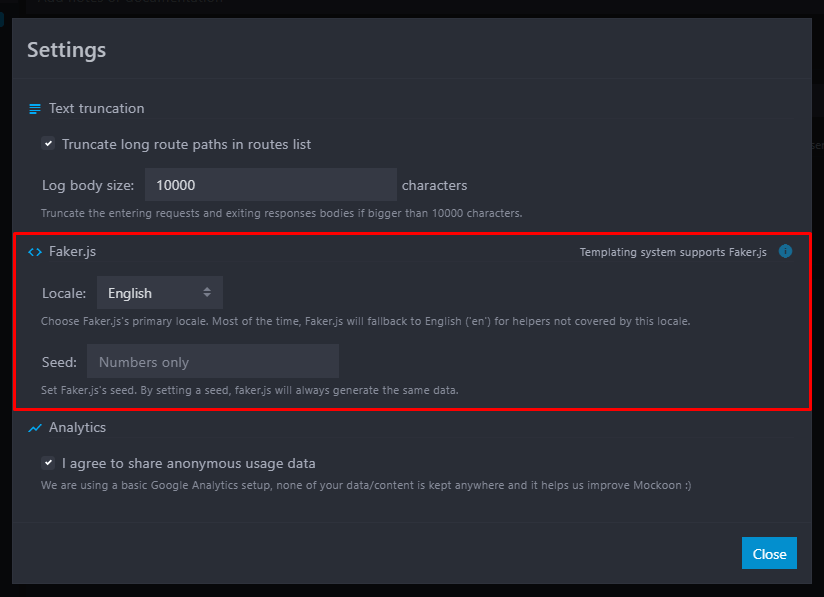 Settings
Text truncation
Truncate long route paths in routes list
Log body size: 10000 characters
Truncate the entering requests and exiting responses bodies if bigger than 10000 characters.
Faker.js Templating system supports Faker.js
Locale: English
Choose Faker.js's primary locale. Most of the time, Faker.js will fallback to English ('en') for helpers not covered by this locale.
Seed: Numbers only
Set Faker.js's seed. By setting a seed, faker.js will always generate the same data.
Analytics
I agree to share anonymous usage data
We are using a basic Google Analytics setup, none of your data/content is kept anywhere and it helps us improve Mockoon :)
Close